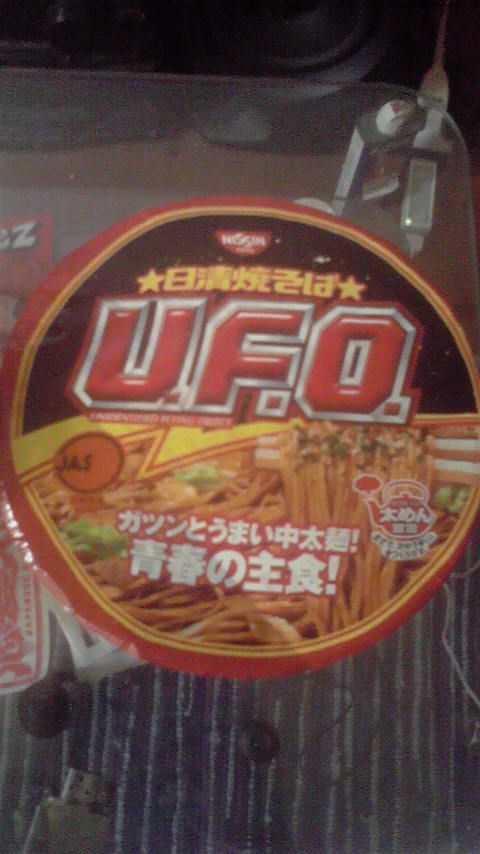 NISSIN
★日清焼そば★
U.F.O.
UNIDENTIFIED FLYING OBJECT
JAS
太めん
ガツンとうまい中太麺!
青春の主食!